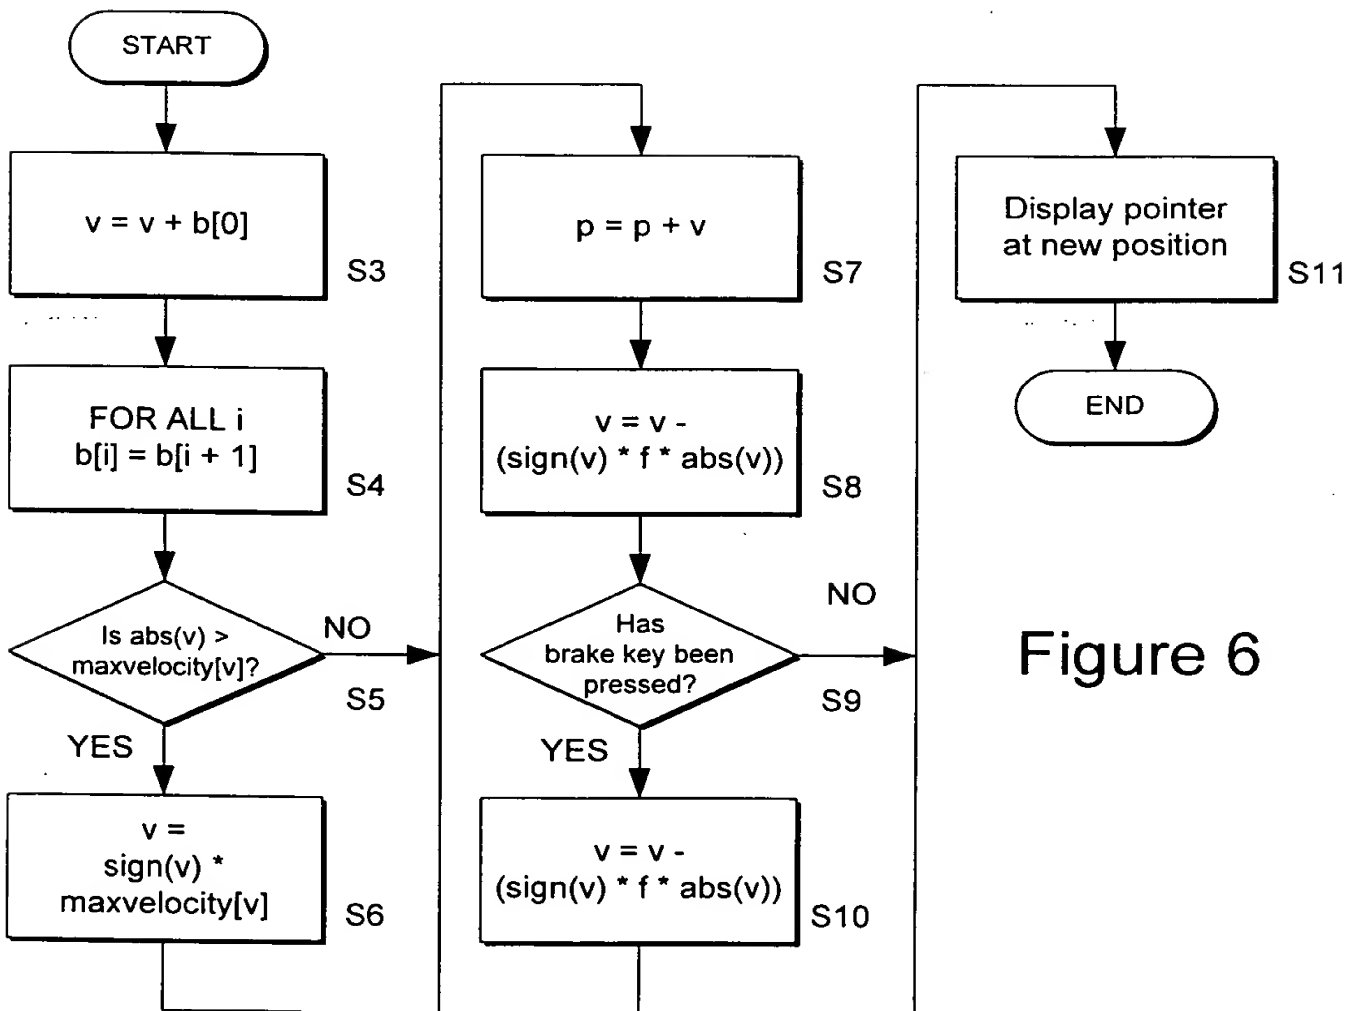 START
v = v + b[0]
S3
FOR ALL i
b[i] = b[i + 1]
S4
Is abs(v) >
maxvelocity[v]?
NO
S5
YES
v =
sign(v) *
maxvelocity[v]
S6
p = p + v
S7
v = v -
(sign(v) * f * abs(v))
S8
Has
brake key been
pressed?
NO
S9
YES
v = v -
(sign(v) * f * abs(v))
S10
Display pointer
at new position
S11
END
Figure 6